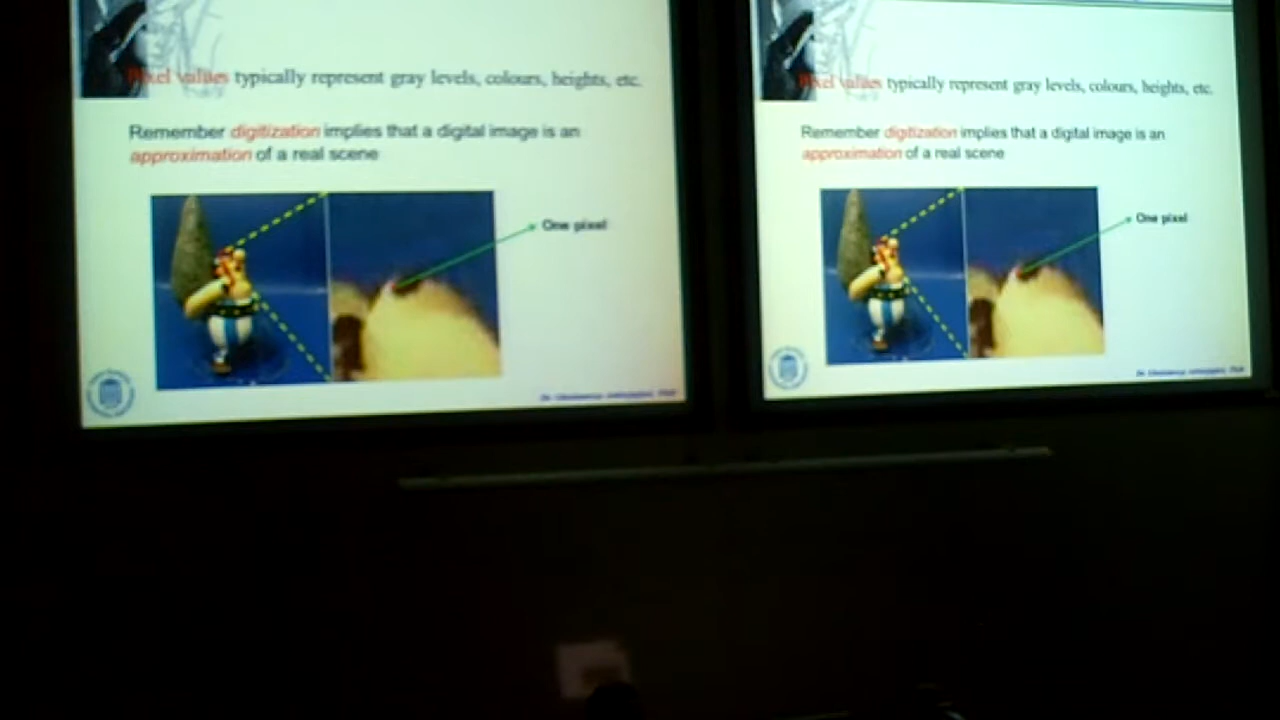 Pixel values typically represent gray levels, colours, heights, etc.
Remember digitization implies that a digital image is an
approximation of a real scene
One pixel
Pixel values typically represent gray levels, colours, heights, etc.
Remember digitization implies that a digital image is an
approximation of a real scene
One pixel